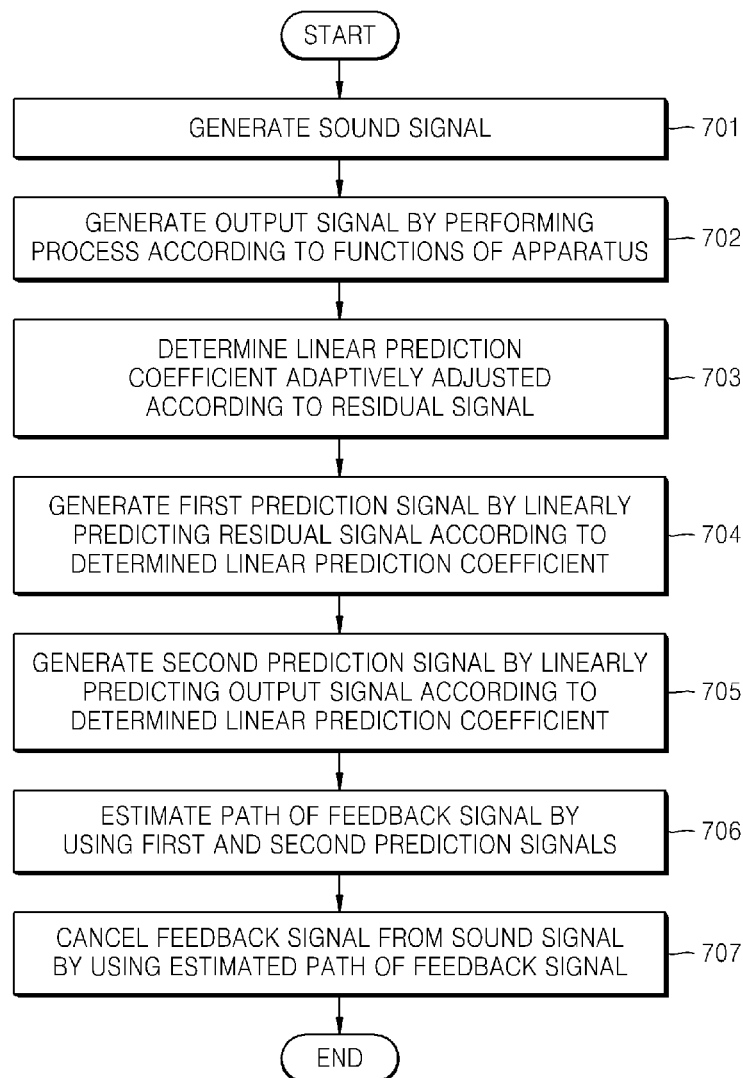 START
GENERATE SOUND SIGNAL
701
GENERATE OUTPUT SIGNAL BY PERFORMING
PROCESS ACCORDING TO FUNCTIONS OF APPARATUS
702
DETERMINE LINEAR PREDICTION
COEFFICIENT ADAPTIVELY ADJUSTED
ACCORDING TO RESIDUAL SIGNAL
703
GENERATE FIRST PREDICTION SIGNAL BY LINEARLY
PREDICTING RESIDUAL SIGNAL ACCORDING TO
DETERMINED LINEAR PREDICTION COEFFICIENT
704
GENERATE SECOND PREDICTION SIGNAL BY LINEARLY
PREDICTING OUTPUT SIGNAL ACCORDING TO
DETERMINED LINEAR PREDICTION COEFFICIENT
705
ESTIMATE PATH OF FEEDBACK SIGNAL BY
USING FIRST AND SECOND PREDICTION SIGNALS
706
CANCEL FEEDBACK SIGNAL FROM SOUND SIGNAL
BY USING ESTIMATED PATH OF FEEDBACK SIGNAL
707
END